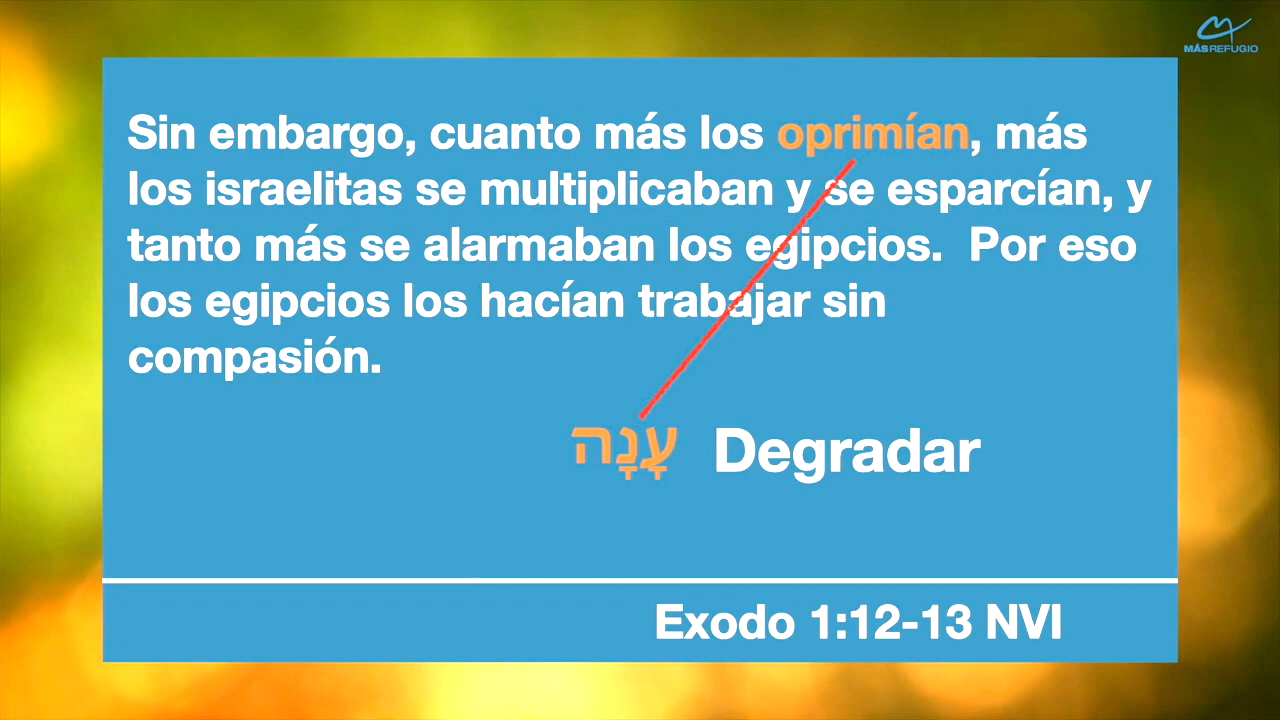 MÁSREFUGIO
Sin embargo, cuanto más los oprimían, más
los israelitas se multiplicaban y se esparcían, y
tanto más se alarmaban los egipcios.  Por eso
los egipcios los hacían trabajar sin
compasión.
עָנָה Degradar
Exodo 1:12-13 NVI